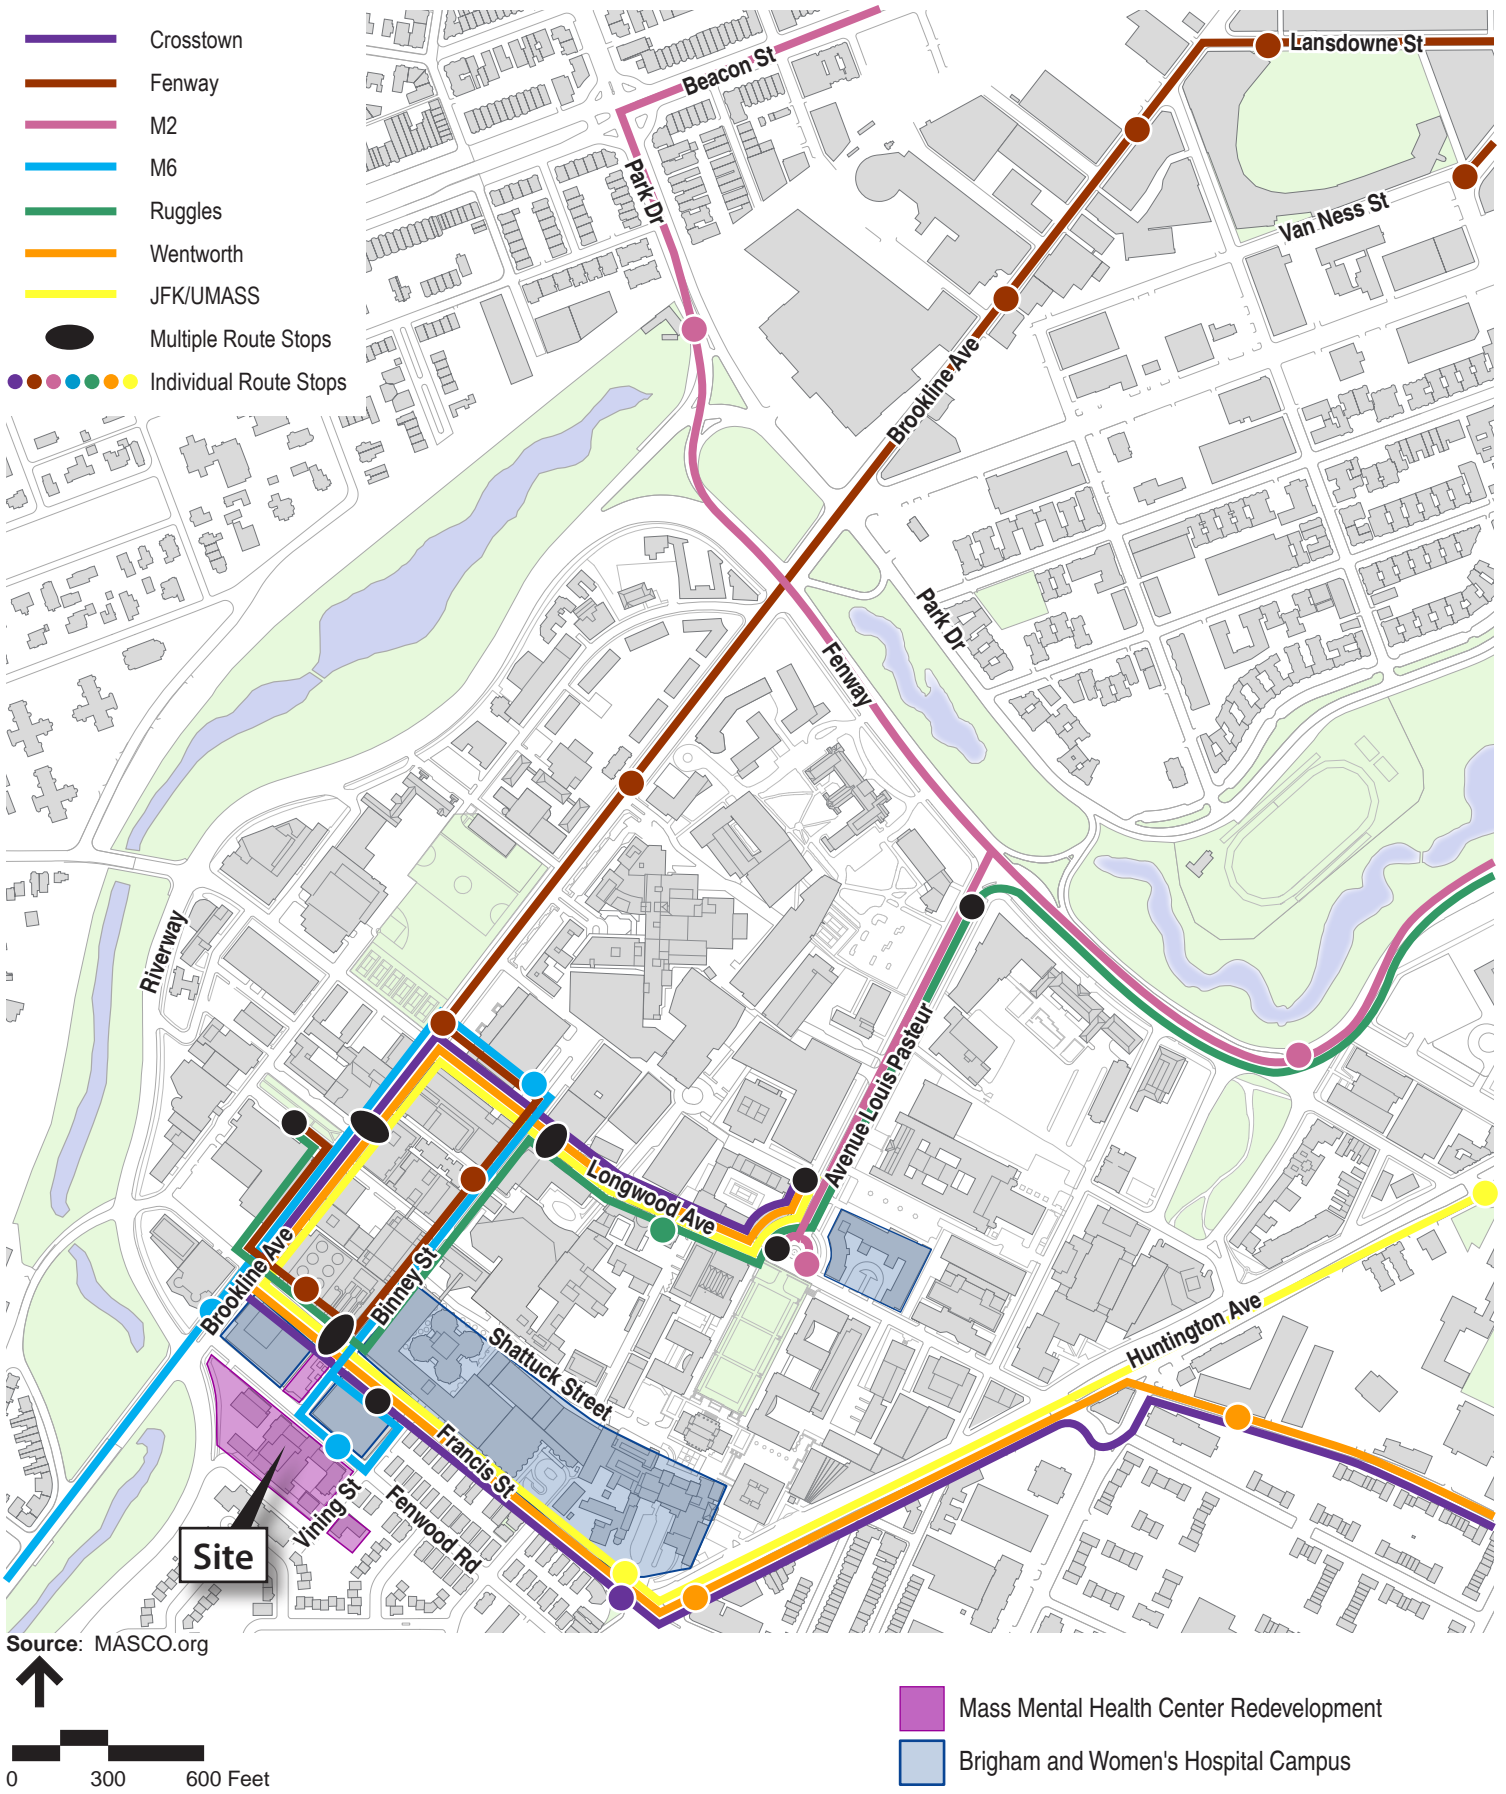 Crosstown
Fenway
M2
M6
Ruggles
Wentworth
JFK/UMASS
Multiple Route Stops
Individual Route Stops
Beacon St
Lansdowne St
Park Dr
Van Ness St
Brookline Ave
Park Dr
Fenway
Riverway
Avenue Louis Pasteur
Longwood Ave
Brookline Ave
Binney St
Shattuck Street
Huntington Ave
Francis St
Vining St
Fenwood Rd
Site
Source: MASCO.org
0 300 600 Feet
Mass Mental Health Center Redevelopment
Brigham and Women's Hospital Campus